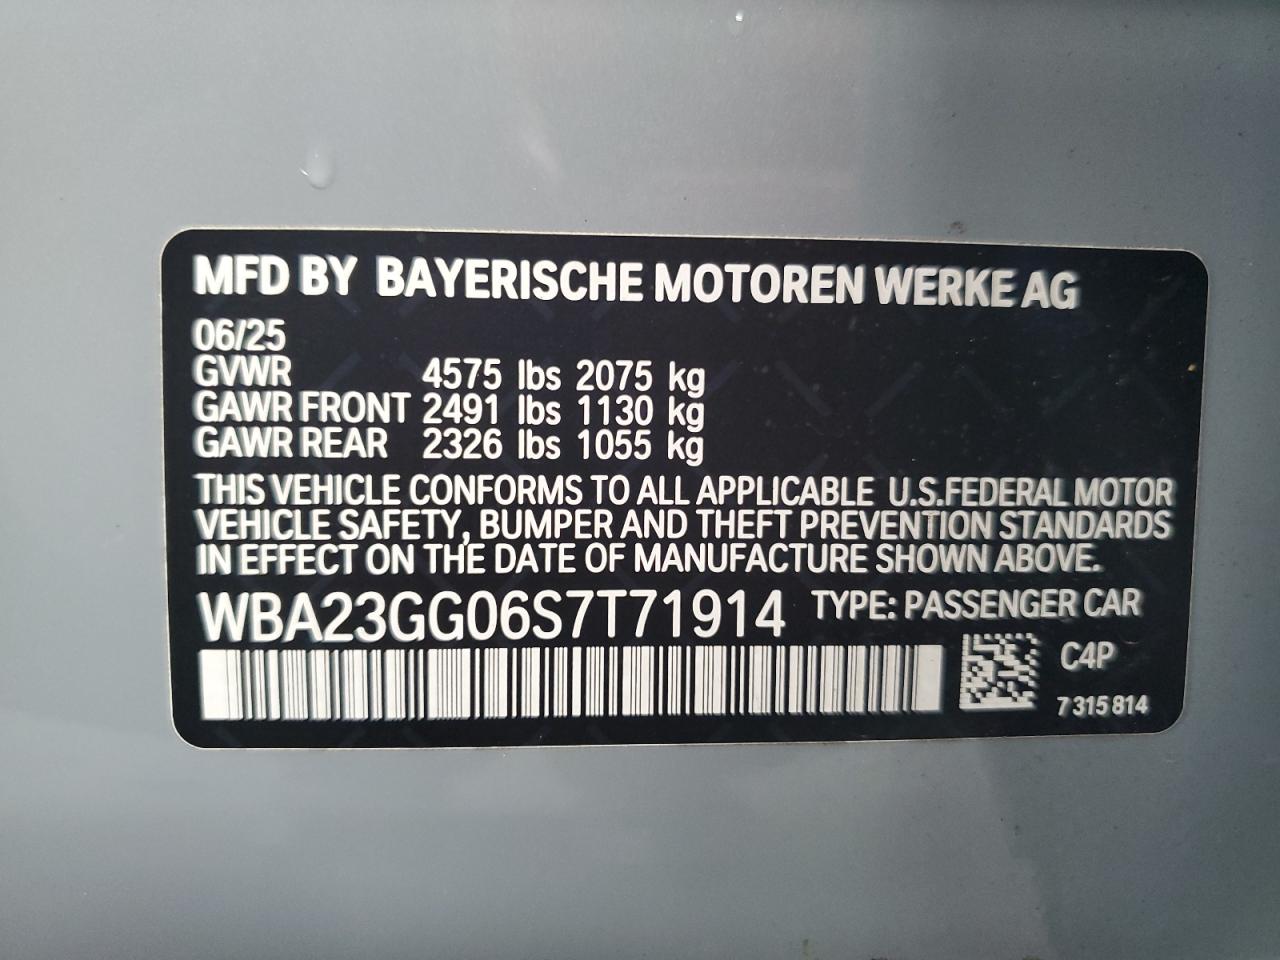 MFD BY BAYERISCHE MOTOREN WERKE AG
06/25
GVWR 4575 lbs 2075 kg
GAWR FRONT 2491 lbs 1130 kg
GAWR REAR 2326 lbs 1055 kg
THIS VEHICLE CONFORMS TO ALL APPLICABLE U.S.FEDERAL MOTOR
VEHICLE SAFETY, BUMPER AND THEFT PREVENTION STANDARDS
IN EFFECT ON THE DATE OF MANUFACTURE SHOWN ABOVE.
WBA23GG06S7T71914 TYPE: PASSENGER CAR
C4P
7 315 814